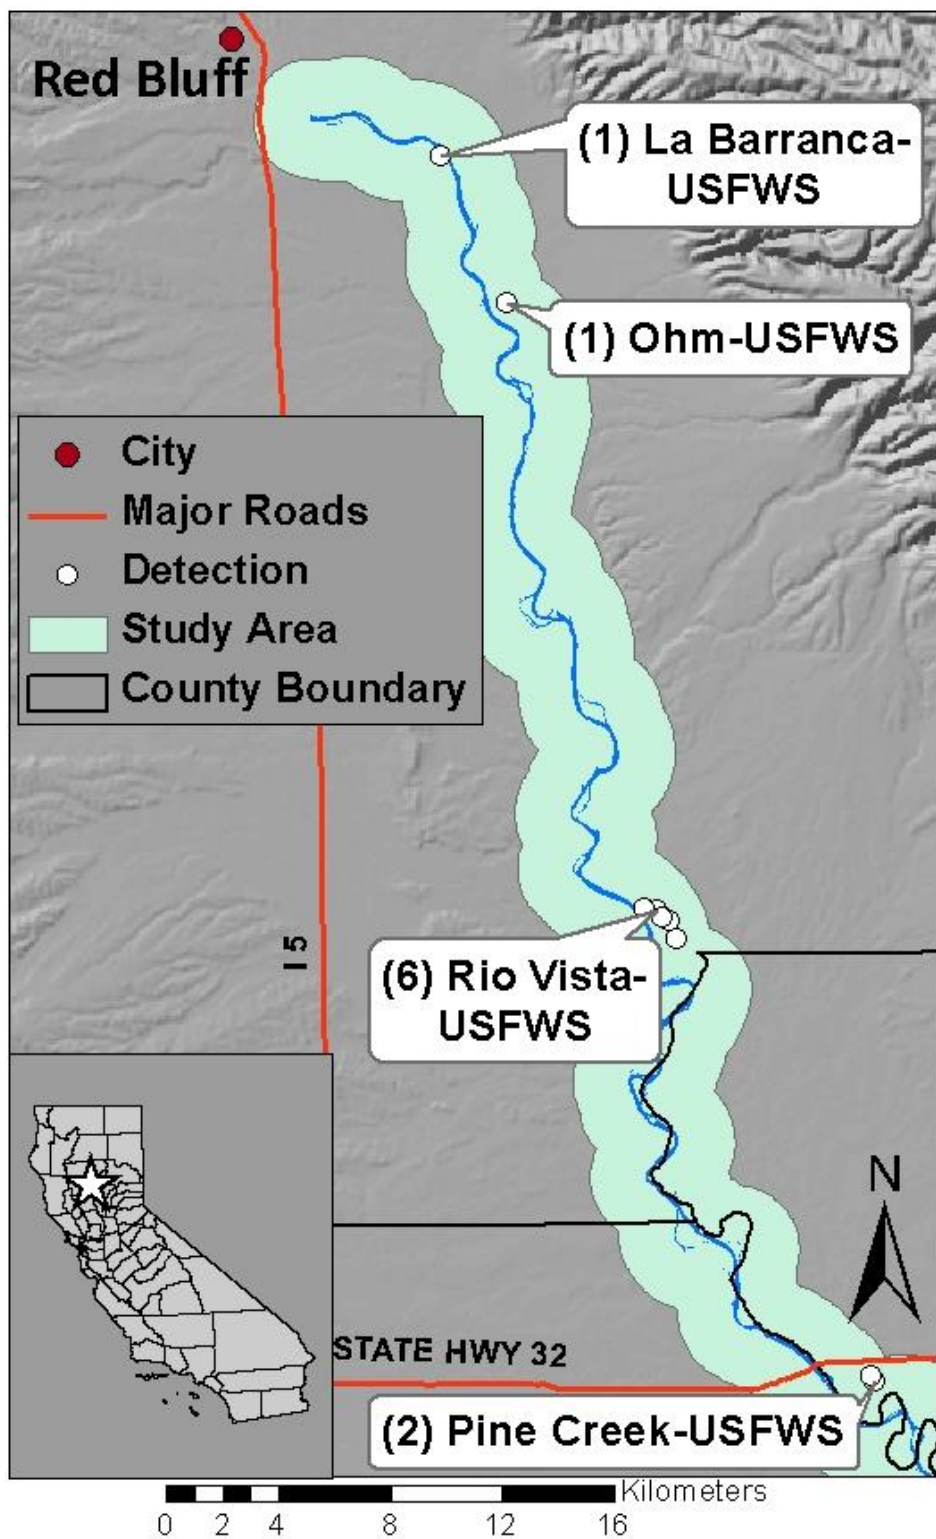 Red Bluff
(1) La Barranca-
USFWS
(1) Ohm-USFWS
City
Major Roads
Detection
Study Area
County Boundary
I 5
(6) Rio Vista-
USFWS
N
STATE HWY 32
(2) Pine Creek-USFWS
Kilometers
0 2 4 8 12 16